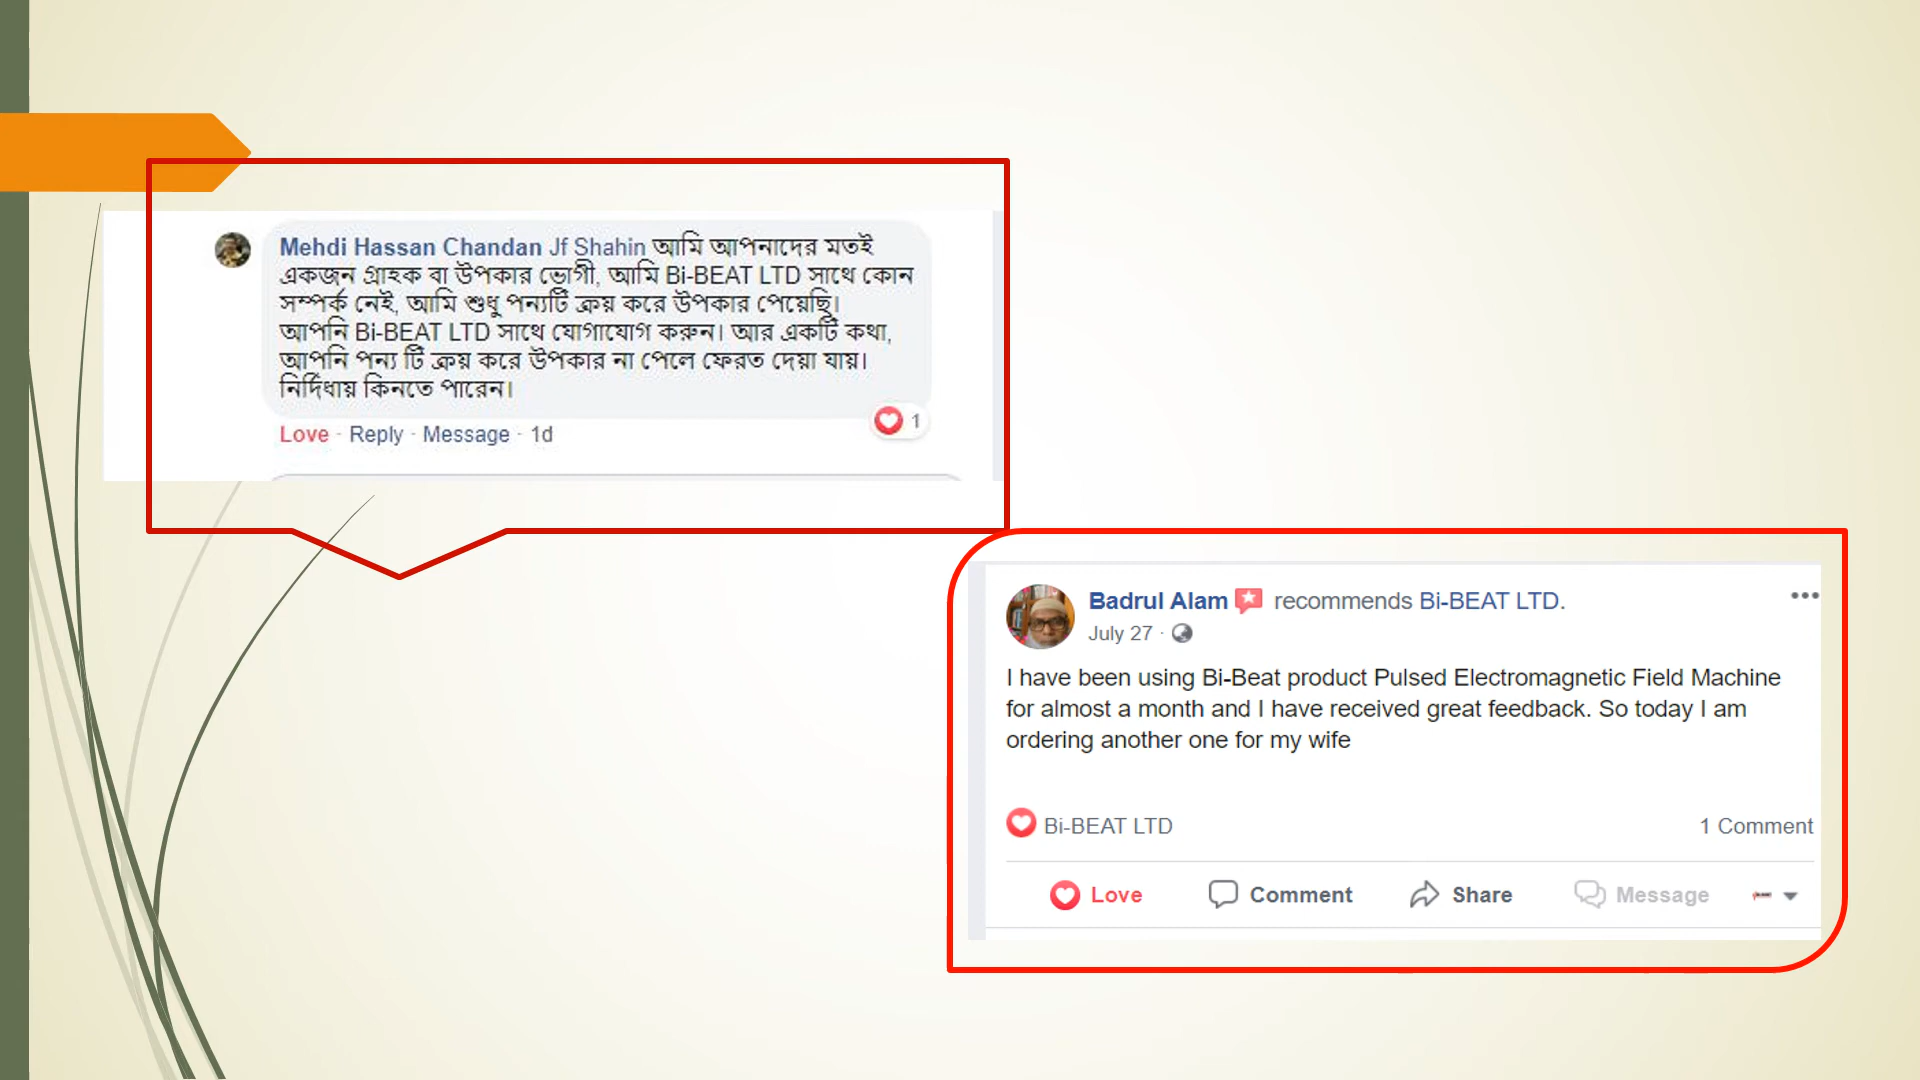 Mehdi Hassan Chandan Jf Shahin আমি আপনাদের মতই
একজন গ্রাহক বা উপকার ভোগী, আমি Bi-BEAT LTD সাথে কোন
সম্পর্ক নেই, আমি শুধু পন্যটি ক্রয় করে উপকার পেয়েছি।
আপনি Bi-BEAT LTD সাথে যোগাযোগ করুন। আর একটি কথা,
আপনি পন্য টি ক্রয় করে উপকার না পেলে ফেরত দেয়া যায়।
নির্দিধায় কিনতে পারেন।
1
Love · Reply · Message · 1d
Badrul Alam recommends Bi-BEAT LTD.
July 27 ·
I have been using Bi-Beat product Pulsed Electromagnetic Field Machine
for almost a month and I have received great feedback. So today I am
ordering another one for my wife
Bi-BEAT LTD 1 Comment
Love Comment Share Message